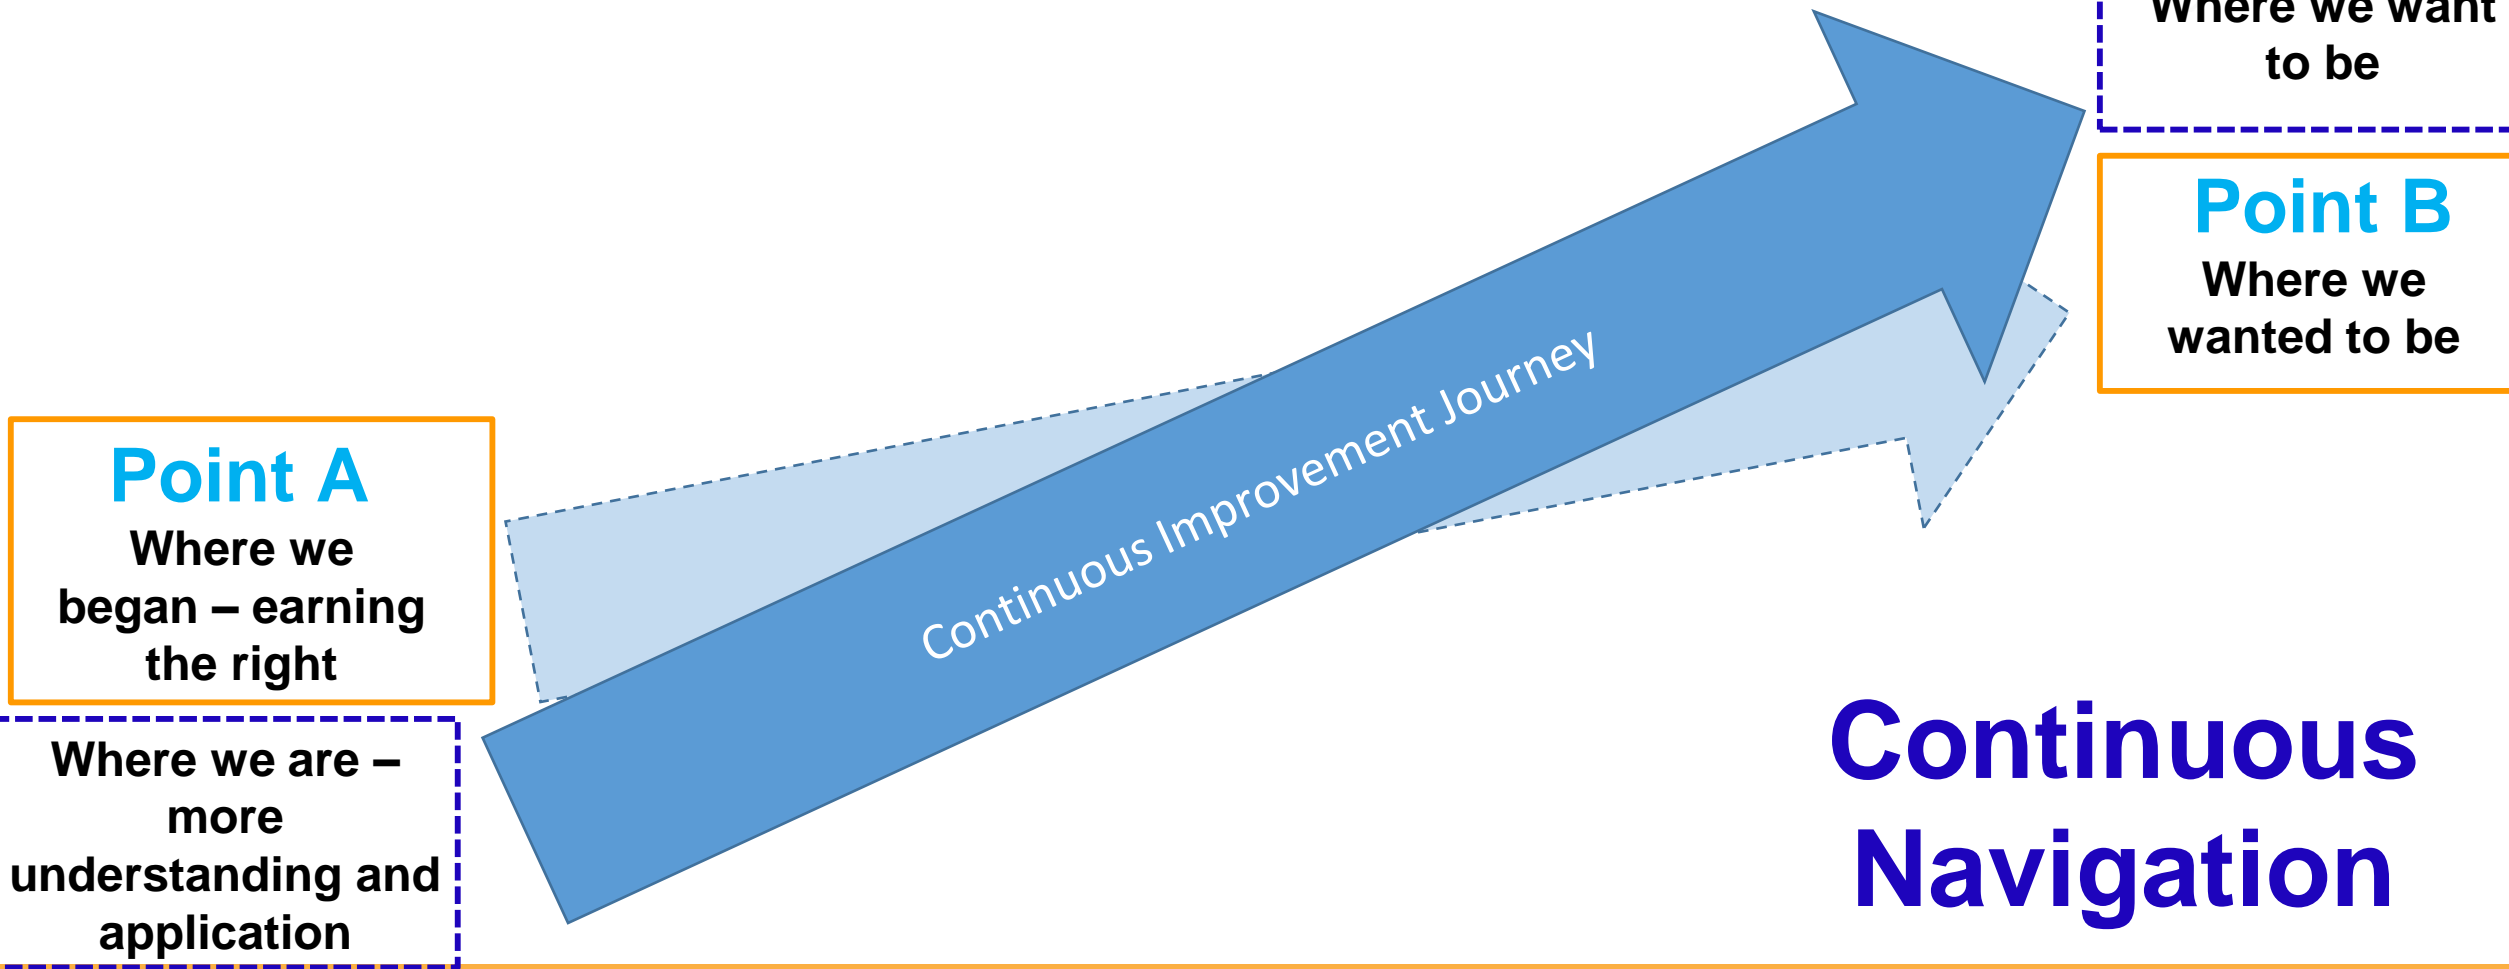 Where we want
to be
Point B
Where we
wanted to be
Continuous Improvement Journey
Point A
Where we
began – earning
the right
Where we are –
more
understanding and
application
Continuous
Navigation